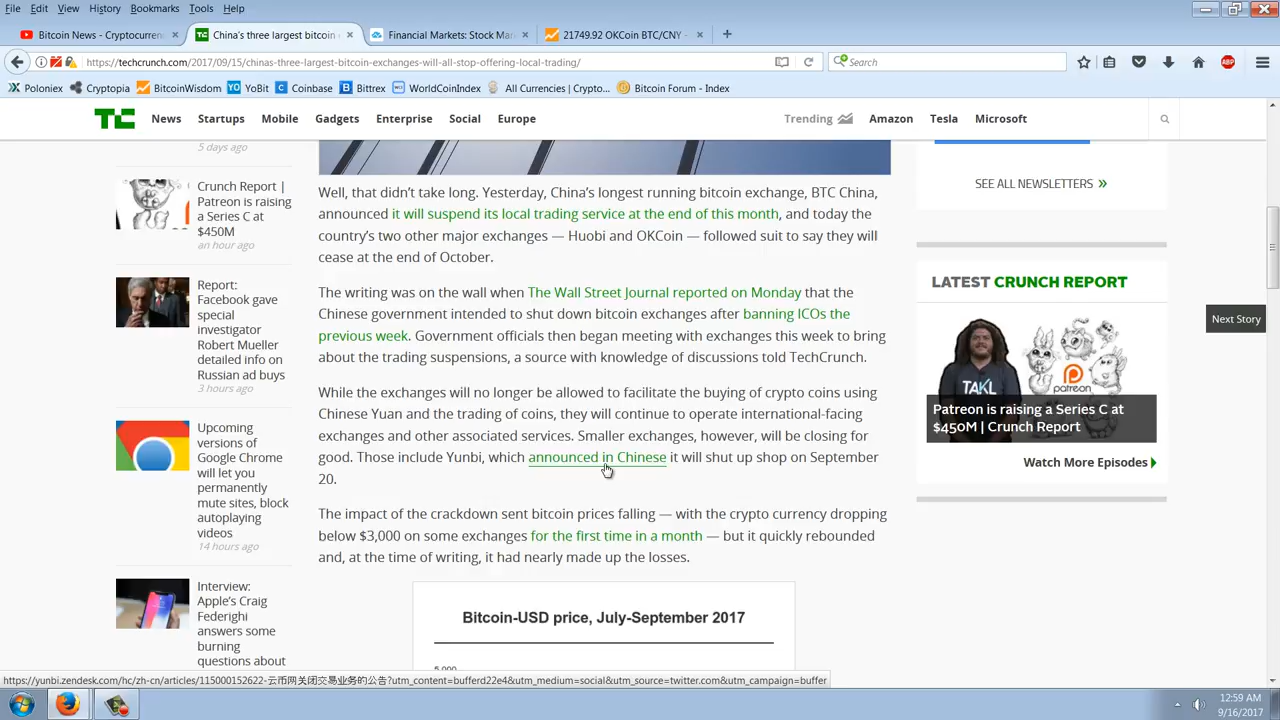 File Edit View History Bookmarks Tools Help
Bitcoin News - Cryptocurren
China's three largest bitcoin
Financial Markets: Stock Mar
21749.92 OKCoin BTC/CNY -
https://techcrunch.com/2017/09/15/chinas-three-largest-bitcoin-exchanges-will-all-stop-offering-local-trading/
Search
ABP
Poloniex Cryptopia BitcoinWisdom YoBit Coinbase Bittrex WorldCoinIndex All Currencies | Crypto... Bitcoin Forum - Index
News Startups Mobile Gadgets Enterprise Social Europe Trending Amazon Tesla Microsoft
5 days ago
Crunch Report |
Patreon is raising
a Series C at
$450M
an hour ago
Report:
Facebook gave
special
investigator
Robert Mueller
detailed info on
Russian ad buys
3 hours ago
Upcoming
versions of
Google Chrome
will let you
permanently
mute sites, block
autoplaying
videos
14 hours ago
Interview:
Apple's Craig
Federighi
answers some
burning
questions about
Well, that didn't take long. Yesterday, China's longest running bitcoin exchange, BTC China,
announced it will suspend its local trading service at the end of this month, and today the
country's two other major exchanges — Huobi and OKCoin — followed suit to say they will
cease at the end of October.
The writing was on the wall when The Wall Street Journal reported on Monday that the
Chinese government intended to shut down bitcoin exchanges after banning ICOs the
previous week. Government officials then began meeting with exchanges this week to bring
about the trading suspensions, a source with knowledge of discussions told TechCrunch.
While the exchanges will no longer be allowed to facilitate the buying of crypto coins using
Chinese Yuan and the trading of coins, they will continue to operate international-facing
exchanges and other associated services. Smaller exchanges, however, will be closing for
good. Those include Yunbi, which announced in Chinese it will shut up shop on September
20.
The impact of the crackdown sent bitcoin prices falling — with the crypto currency dropping
below $3,000 on some exchanges for the first time in a month — but it quickly rebounded
and, at the time of writing, it had nearly made up the losses.
Bitcoin-USD price, July-September 2017
5,000
SEE ALL NEWSLETTERS »
LATEST CRUNCH REPORT
TAKL
patreon
Patreon is raising a Series C at
$450M | Crunch Report
Watch More Episodes
Next Story
https://yunbi.zendesk.com/hc/zh-cn/articles/115000152622-云币网关闭交易业务的公告?utm_content=bufferd22e4&utm_medium=social&utm_source=twitter.com&utm_campaign=buffer
12:59 AM
9/16/2017